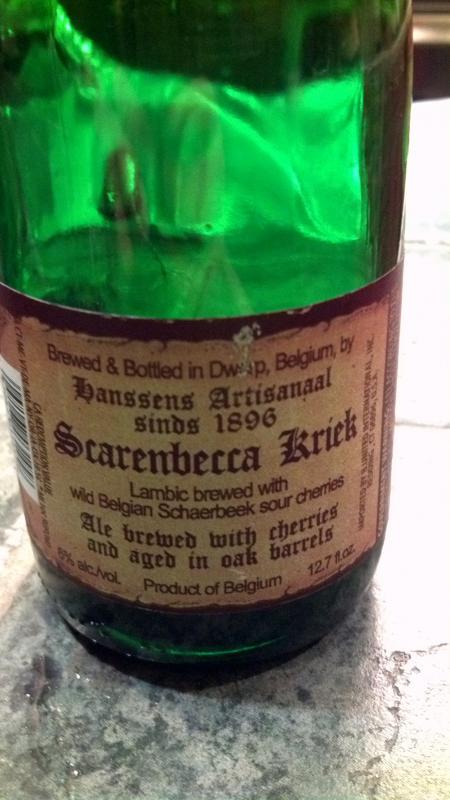 Brewed & Bottled in Dworp, Belgium, by
Hanssens Artisanaal
sinds 1896
Scarenbecca Kriek
Lambic brewed with
wild Belgian Schaerbeek sour cherries
Ale brewed with cherries
and aged in oak barrels
6% alc./vol.
Product of Belgium
12.7 fl.oz.